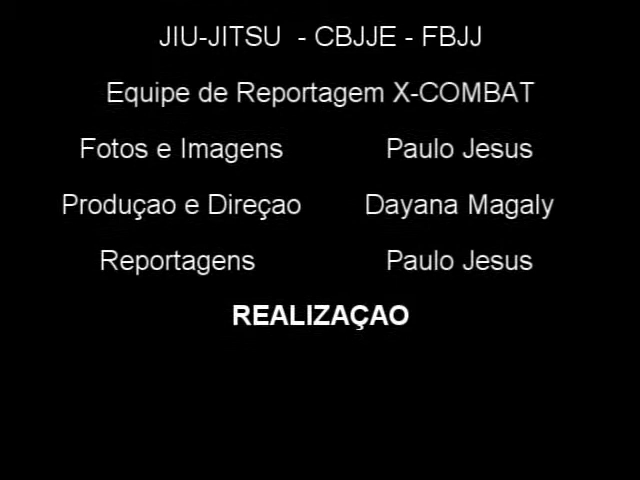 JIU-JITSU - CBJJE - FBJJ
Equipe de Reportagem X-COMBAT
Fotos e Imagens Paulo Jesus
Produçao e Direçao Dayana Magaly
Reportagens Paulo Jesus
REALIZAÇAO